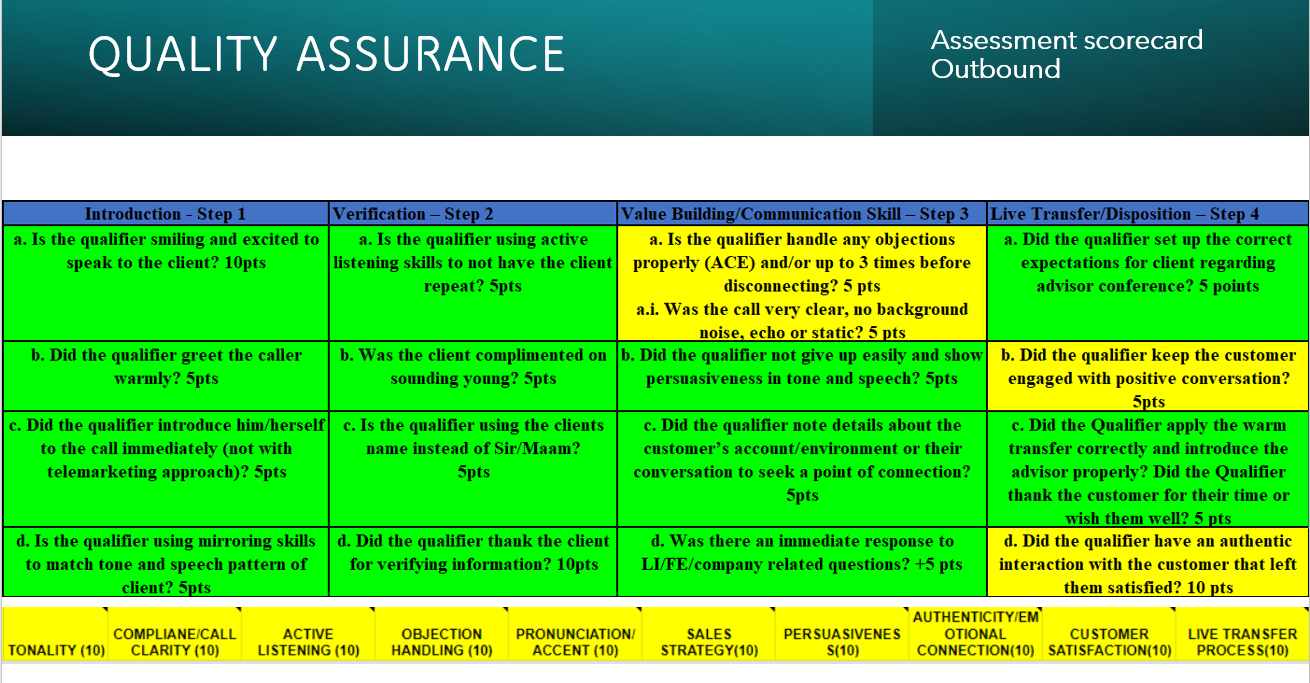 QUALITY ASSURANCE
Assessment scorecard
Outbound
Introduction - Step 1
Verification – Step 2
Value Building/Communication Skill – Step 3
Live Transfer/Disposition – Step 4
a. Is the qualifier smiling and excited to
speak to the client? 10pts
a. Is the qualifier using active
listening skills to not have the client
repeat? 5pts
a. Is the qualifier handle any objections
properly (ACE) and/or up to 3 times before
disconnecting? 5 pts
a.i. Was the call very clear, no background
noise, echo or static? 5 pts
a. Did the qualifier set up the correct
expectations for client regarding
advisor conference? 5 points
b. Did the qualifier greet the caller
warmly? 5pts
b. Was the client complimented on
sounding young? 5pts
b. Did the qualifier not give up easily and show
persuasiveness in tone and speech? 5pts
b. Did the qualifier keep the customer
engaged with positive conversation?
5pts
c. Did the qualifier introduce him/herself
to the call immediately (not with
telemarketing approach)? 5pts
c. Is the qualifier using the clients
name instead of Sir/Maam?
5pts
c. Did the qualifier note details about the
customer’s account/environment or their
conversation to seek a point of connection?
5pts
c. Did the Qualifier apply the warm
transfer correctly and introduce the
advisor properly? Did the Qualifier
thank the customer for their time or
wish them well? 5 pts
d. Is the qualifier using mirroring skills
to match tone and speech pattern of
client? 5pts
d. Did the qualifier thank the client
for verifying information? 10pts
d. Was there an immediate response to
LI/FE/company related questions? +5 pts
d. Did the qualifier have an authentic
interaction with the customer that left
them satisfied? 10 pts
TONALITY (10)
COMPLIANE/CALL
CLARITY (10)
ACTIVE
LISTENING (10)
OBJECTION
HANDLING (10)
PRONUNCIATION/
ACCENT (10)
SALES
STRATEGY(10)
PERSUASIVENES
S(10)
AUTHENTICITY/EM
OTIONAL
CONNECTION(10)
CUSTOMER
SATISFACTION(10)
LIVE TRANSFER
PROCESS(10)